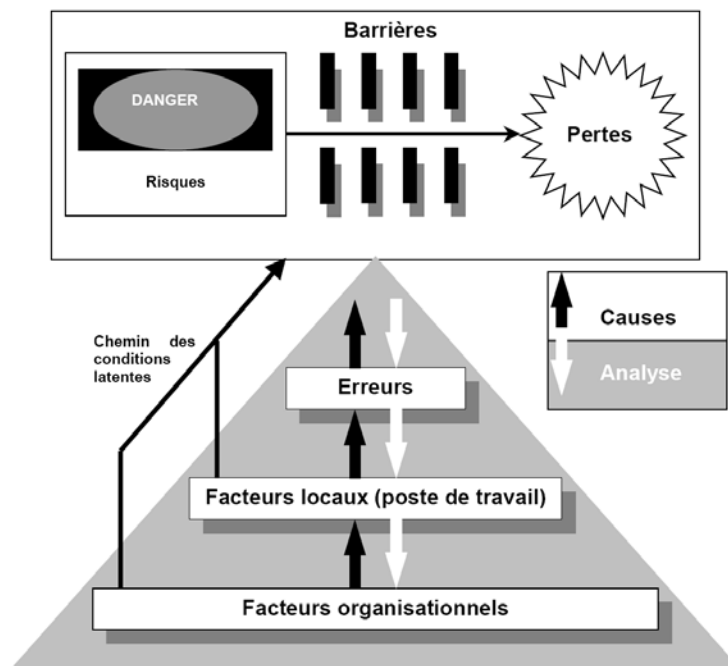 Barrières
DANGER
Risques
Pertes
Chemin des
conditions
latentes
Causes
Analyse
Erreurs
Facteurs locaux (poste de travail)
Facteurs organisationnels